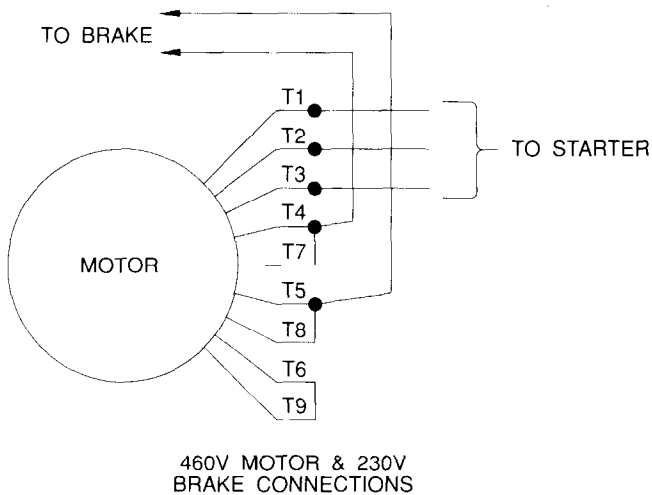 TO BRAKE
T1
T2
T3
T4
T7
T5
T8
T6
T9
TO STARTER
MOTOR
460V MOTOR & 230V
BRAKE CONNECTIONS